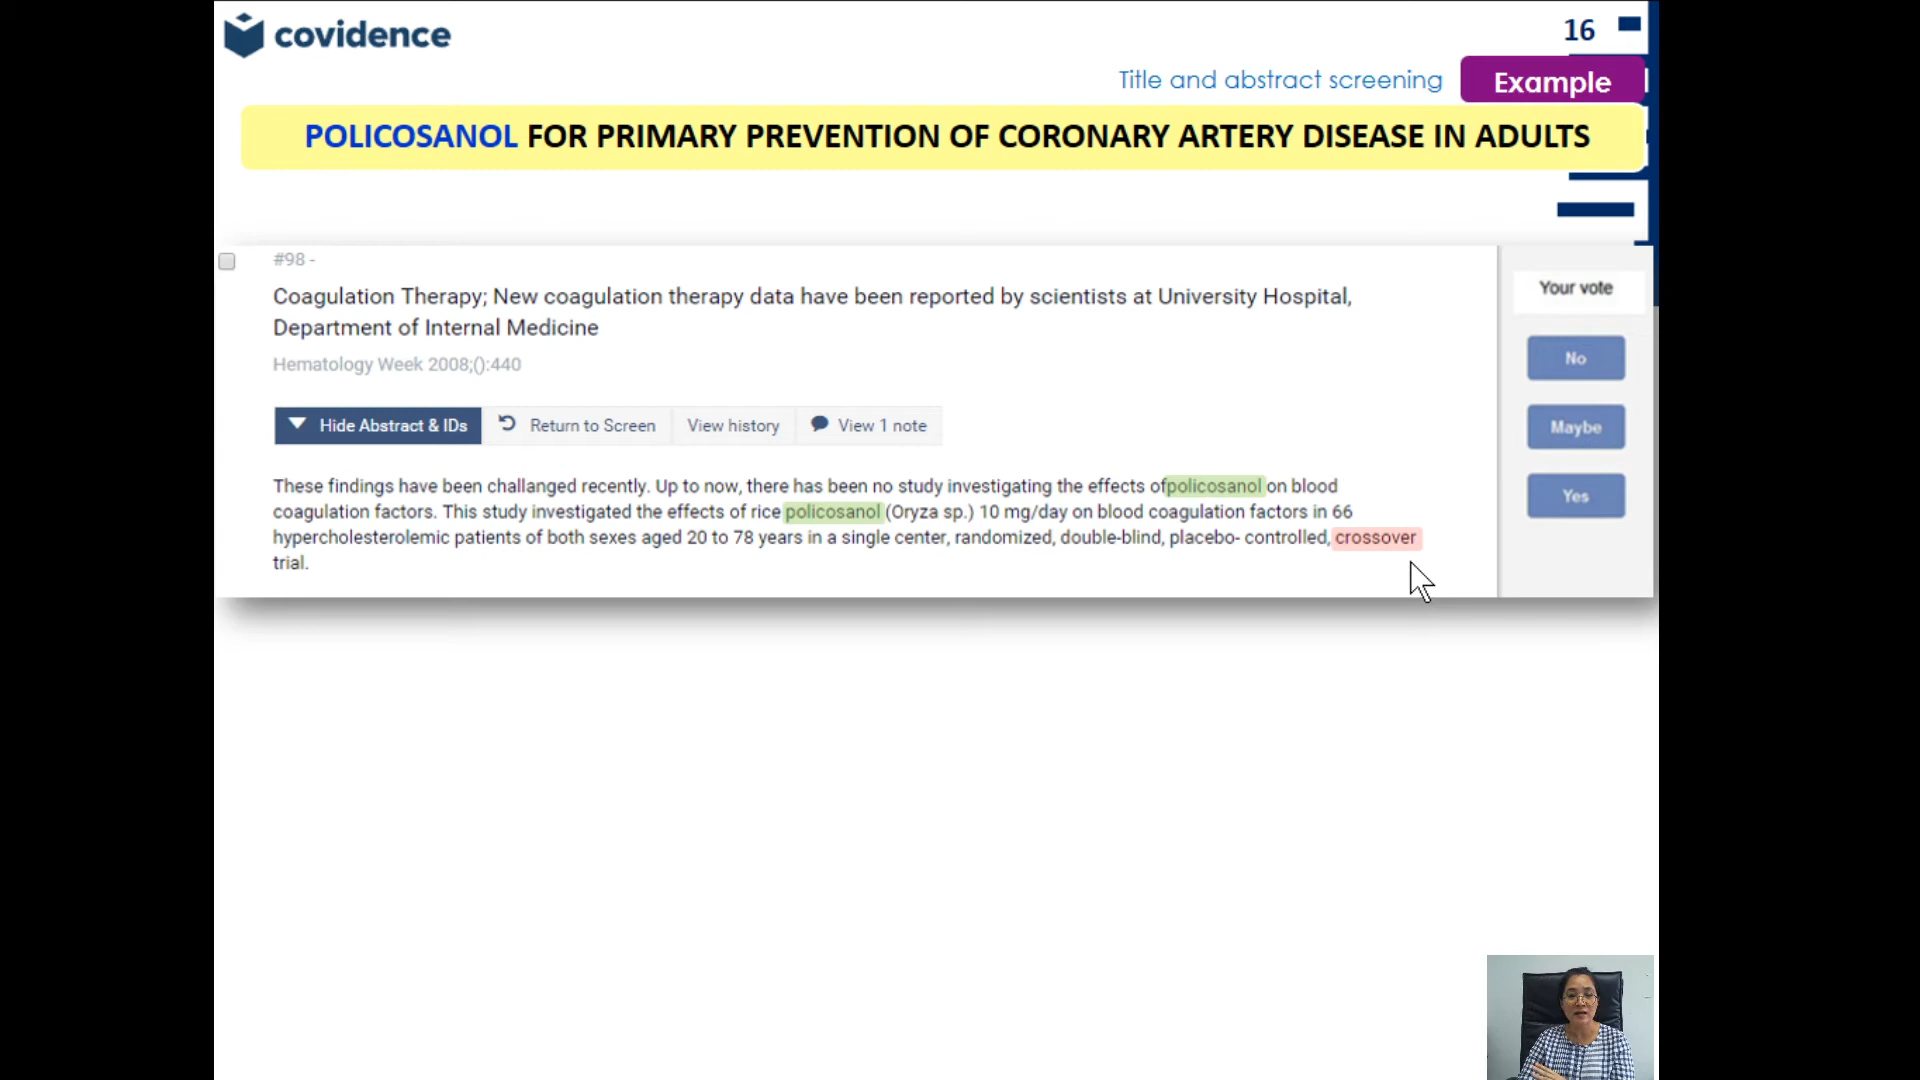 covidence
16
Title and abstract screening
Example
POLICOSANOL FOR PRIMARY PREVENTION OF CORONARY ARTERY DISEASE IN ADULTS
#98 -
Coagulation Therapy; New coagulation therapy data have been reported by scientists at University Hospital,
Department of Internal Medicine
Hematology Week 2008;():440
Hide Abstract & IDs
Return to Screen
View history
View 1 note
These findings have been challanged recently. Up to now, there has been no study investigating the effects of policosanol on blood
coagulation factors. This study investigated the effects of rice policosanol (Oryza sp.) 10 mg/day on blood coagulation factors in 66
hypercholesterolemic patients of both sexes aged 20 to 78 years in a single center, randomized, double-blind, placebo- controlled, crossover
trial.
Your vote
No
Maybe
Yes